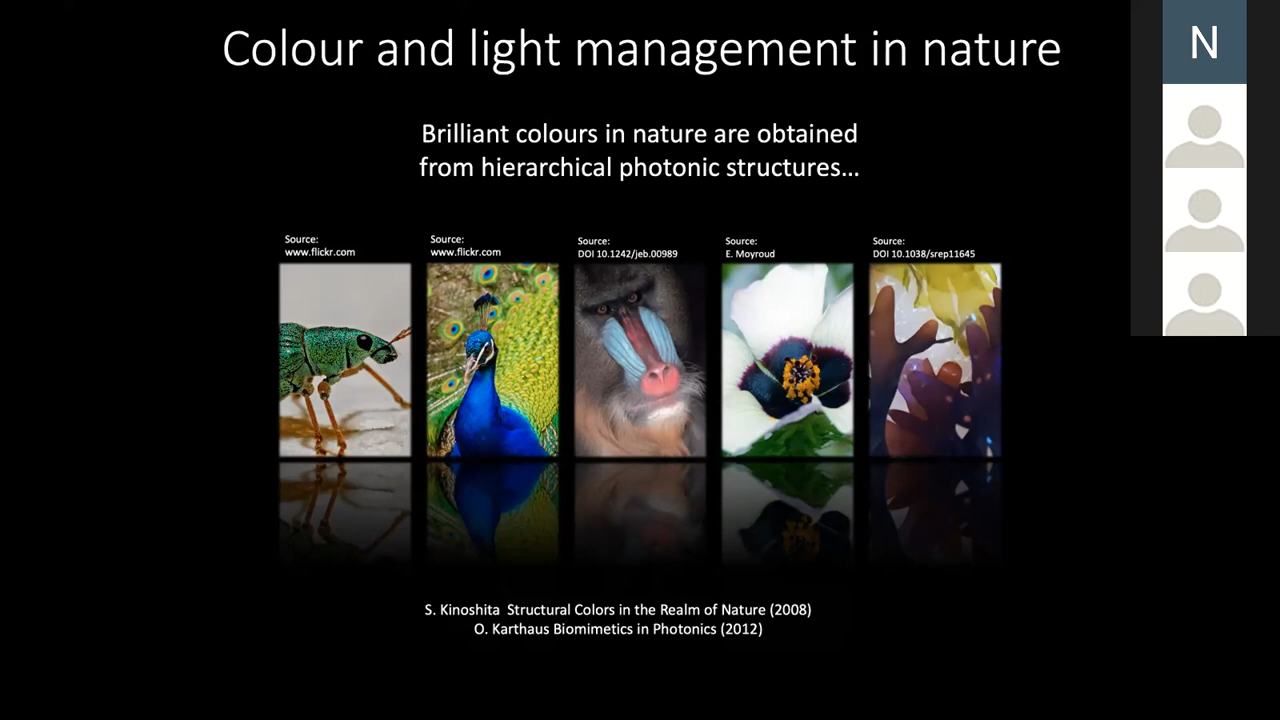 Colour and light management in nature
N
Brilliant colours in nature are obtained
from hierarchical photonic structures…
Source:
www.flickr.com
Source:
www.flickr.com
Source:
DOI 10.1242/jeb.00989
Source:
E. Moyroud
Source:
DOI 10.1038/srep11645
S. Kinoshita Structural Colors in the Realm of Nature (2008)
O. Karthaus Biomimetics in Photonics (2012)